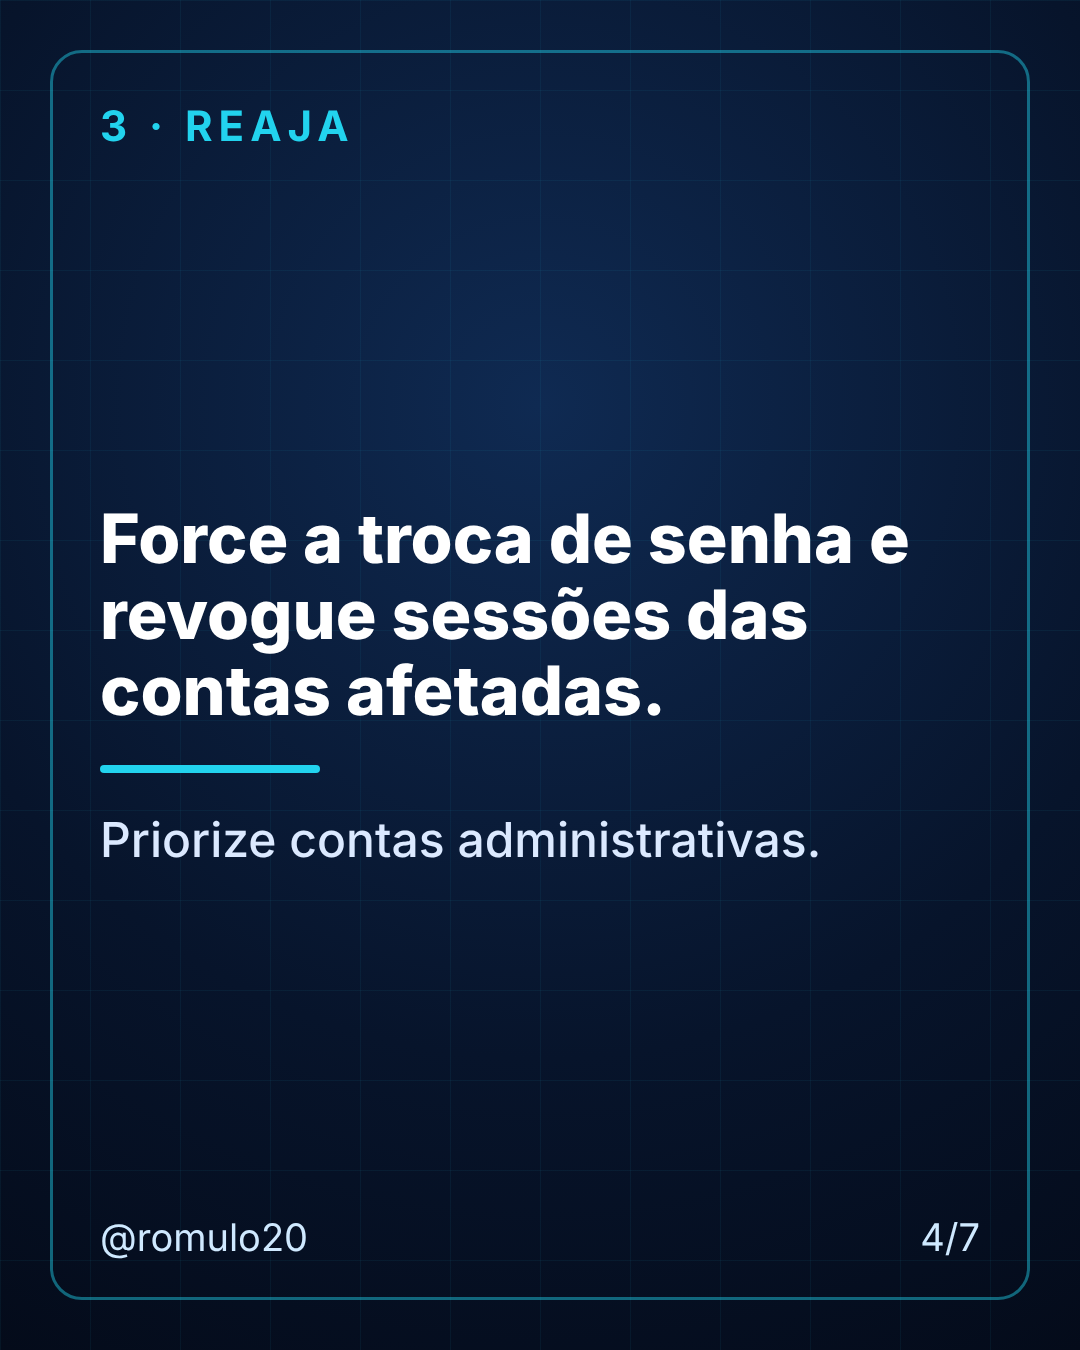 3 · REAJA
Force a troca de senha e
revogue sessões das
contas afetadas.
Priorize contas administrativas.
@romulo20
4/7